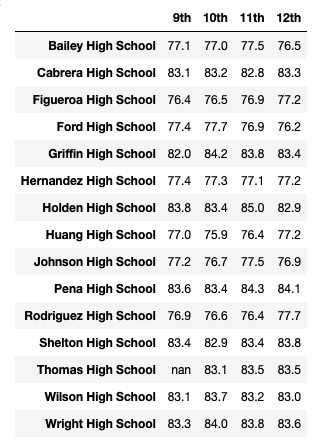 9th 10th 11th 12th
Bailey High School 77.1 77.0 77.5 76.5
Cabrera High School 83.1 83.2 82.8 83.3
Figueroa High School 76.4 76.5 76.9 77.2
Ford High School 77.4 77.7 76.9 76.2
Griffin High School 82.0 84.2 83.8 83.4
Hernandez High School 77.4 77.3 77.1 77.2
Holden High School 83.8 83.4 85.0 82.9
Huang High School 77.0 75.9 76.4 77.2
Johnson High School 77.2 76.7 77.5 76.9
Pena High School 83.6 83.4 84.3 84.1
Rodriguez High School 76.9 76.6 76.4 77.7
Shelton High School 83.4 82.9 83.4 83.8
Thomas High School nan 83.1 83.5 83.5
Wilson High School 83.1 83.7 83.2 83.0
Wright High School 83.3 84.0 83.8 83.6